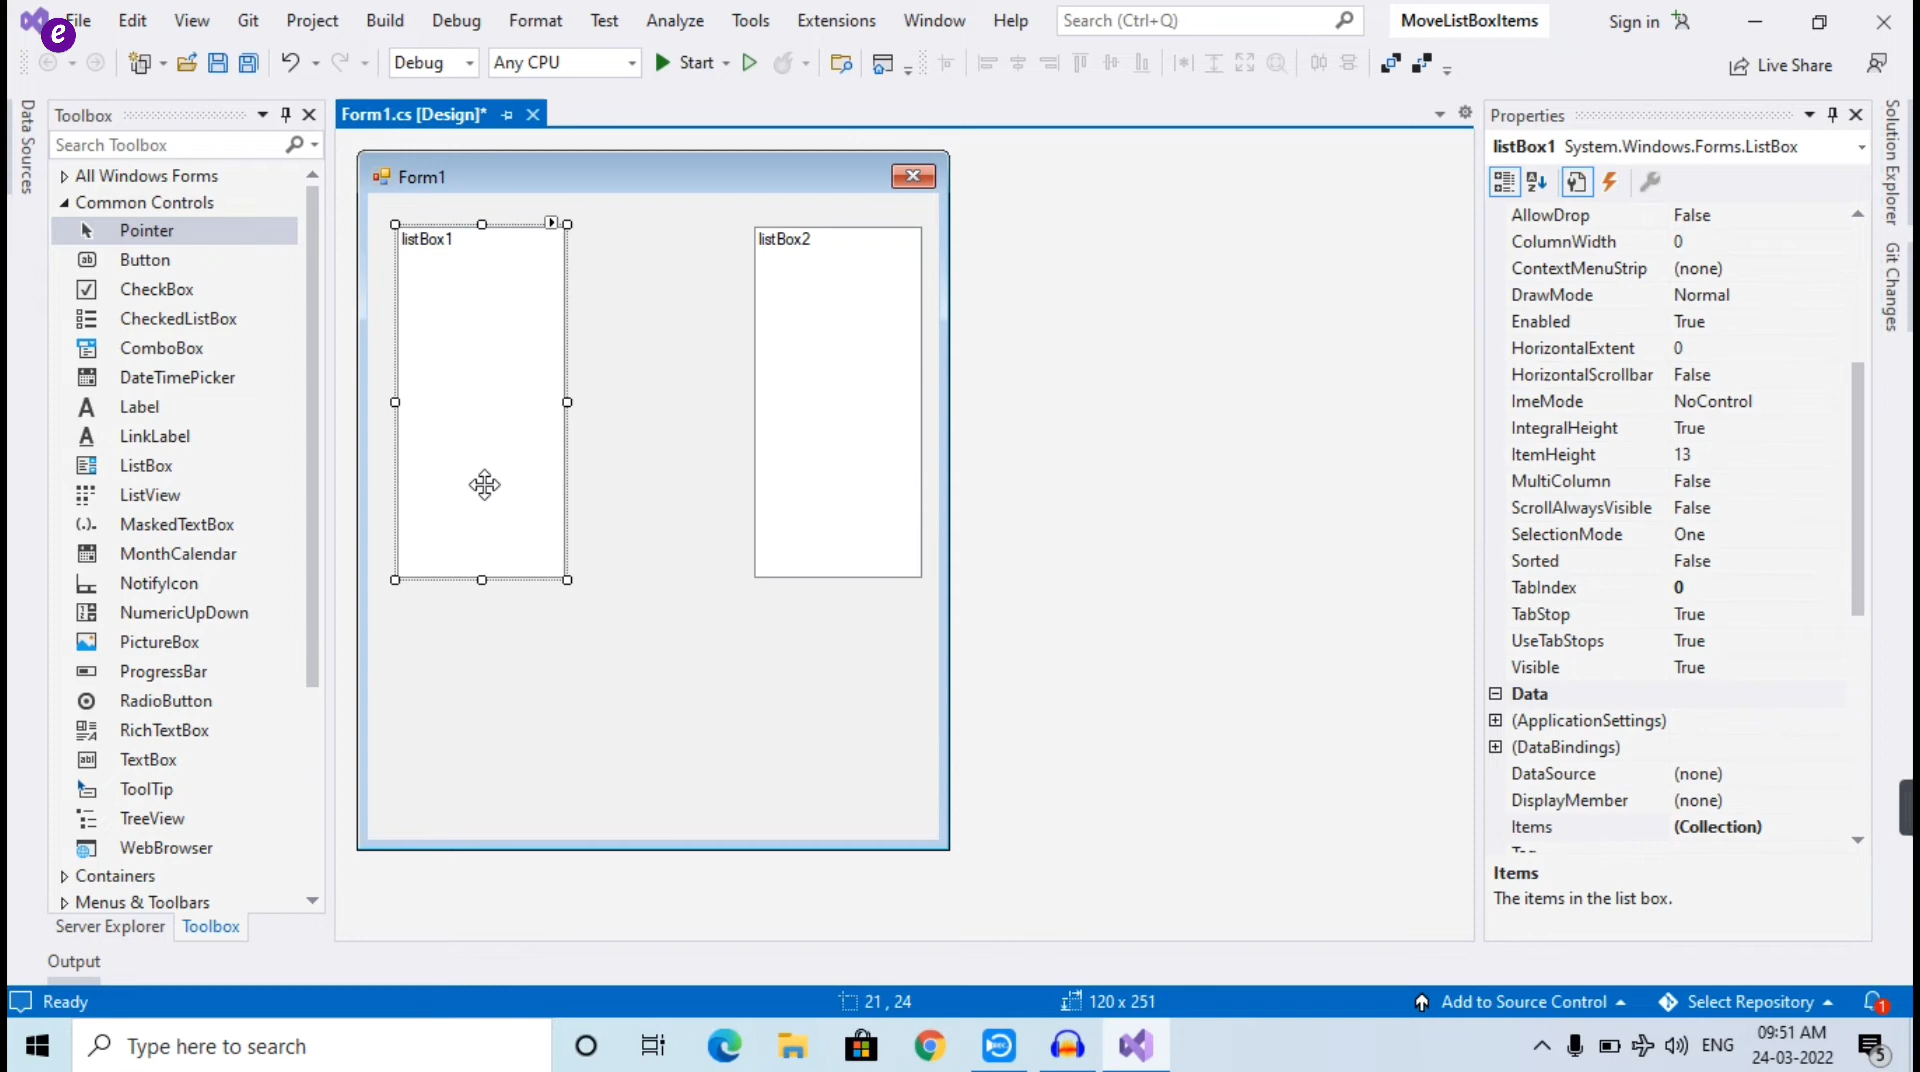 File Edit View Git Project Build Debug Format Test Analyze Tools Extensions Window Help Search (Ctrl+Q) MoveListBoxItems Sign in
e
Debug Any CPU Start Live Share
Data Sources
Toolbox
Search Toolbox
All Windows Forms
Common Controls
Pointer
Button
CheckBox
CheckedListBox
ComboBox
DateTimePicker
Label
LinkLabel
ListBox
ListView
MaskedTextBox
MonthCalendar
NotifyIcon
NumericUpDown
PictureBox
ProgressBar
RadioButton
RichTextBox
TextBox
ToolTip
TreeView
WebBrowser
Containers
Menus & Toolbars
Server Explorer Toolbox
Form1.cs [Design]*
Form1
listBox1
listBox2
Properties
listBox1 System.Windows.Forms.ListBox
AllowDrop False
ColumnWidth 0
ContextMenuStrip (none)
DrawMode Normal
Enabled True
HorizontalExtent 0
HorizontalScrollbar False
ImeMode NoControl
IntegralHeight True
ItemHeight 13
MultiColumn False
ScrollAlwaysVisible False
SelectionMode One
Sorted False
TabIndex 0
TabStop True
UseTabStops True
Visible True
Data
(ApplicationSettings)
(DataBindings)
DataSource (none)
DisplayMember (none)
Items (Collection)
Items
The items in the list box.
Solution Explorer
Git Changes
Output
Ready 21 , 24 120 x 251 Add to Source Control Select Repository 1
Type here to search ENG
09:51 AM
24-03-2022
5